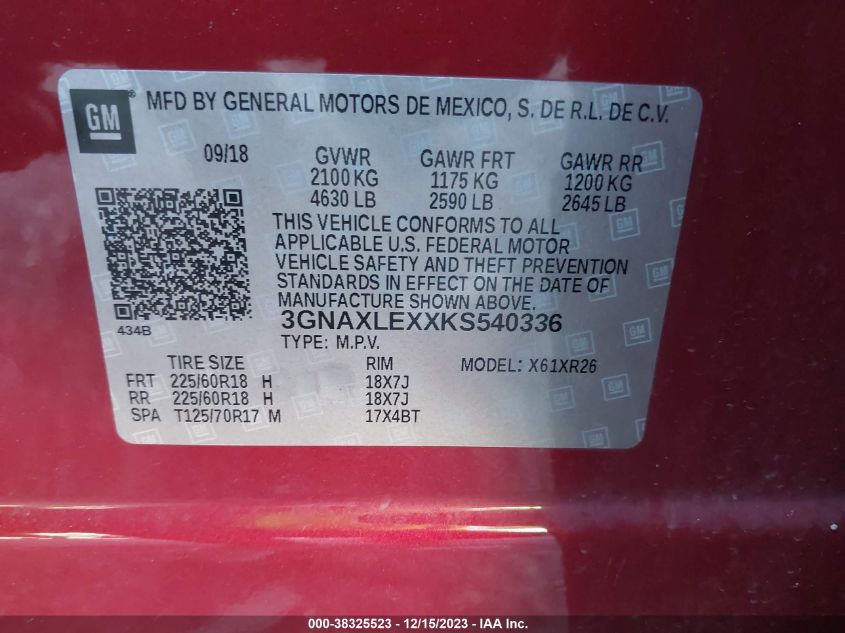 GM ® MFD BY GENERAL MOTORS DE MEXICO, S. DE R.L. DE C.V.
09/18 GVWR GAWR FRT GAWR RR
2100 KG 1175 KG 1200 KG
4630 LB 2590 LB 2645 LB
THIS VEHICLE CONFORMS TO ALL
APPLICABLE U.S. FEDERAL MOTOR
VEHICLE SAFETY AND THEFT PREVENTION
STANDARDS IN EFFECT ON THE DATE OF
MANUFACTURE SHOWN ABOVE.
434B 3GNAXLEXXKS540336
TYPE: M.P.V.
TIRE SIZE RIM MODEL: X61XR26
FRT 225/60R18 H 18X7J
RR 225/60R18 H 18X7J
SPA T125/70R17 M 17X4BT
000-38325523 - 12/15/2023 - IAA Inc.